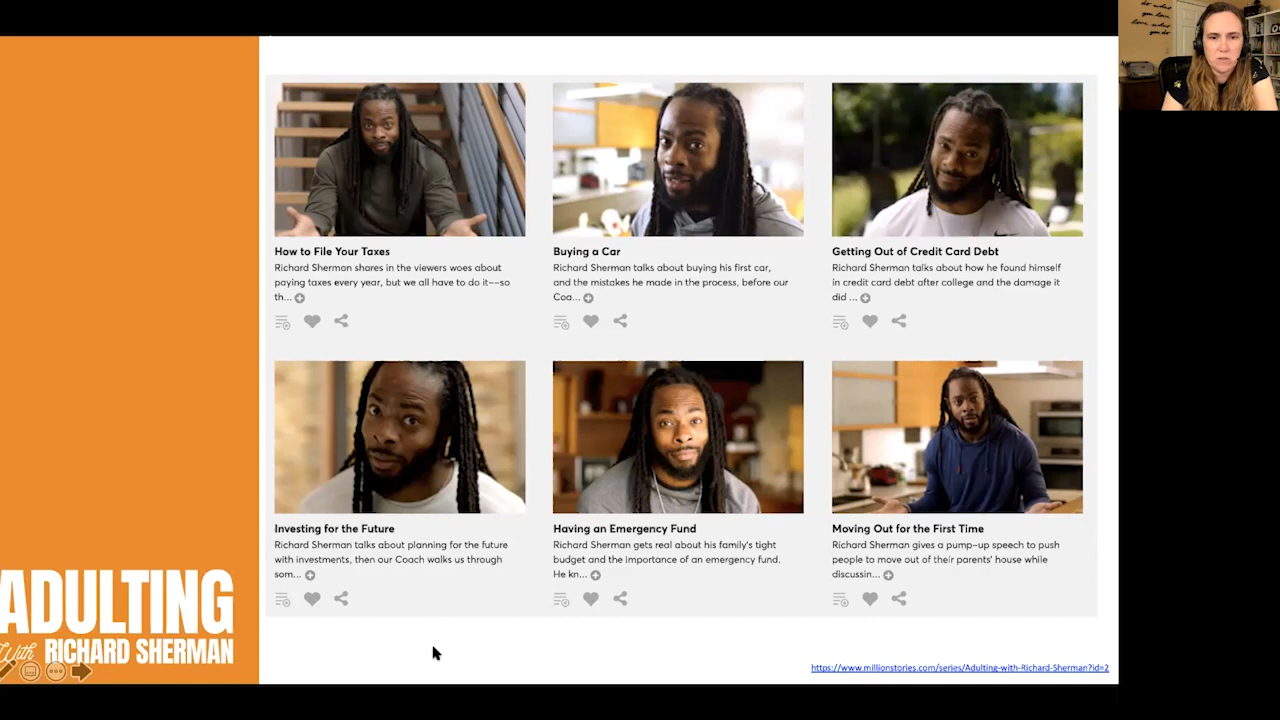 do what
you love
love what
you do
How to File Your Taxes
Richard Sherman shares in the viewers woes about
paying taxes every year, but we all have to do it--so
th...
Buying a Car
Richard Sherman talks about buying his first car,
and the mistakes he made in the process, before our
Coa...
Getting Out of Credit Card Debt
Richard Sherman talks about how he found himself
in credit card debt after college and the damage it
did ...
Investing for the Future
Richard Sherman talks about planning for the future
with investments, then our Coach walks us through
som...
Having an Emergency Fund
Richard Sherman gets real about his family's tight
budget and the importance of an emergency fund.
He kn...
Moving Out for the First Time
Richard Sherman gives a pump-up speech to push
people to move out of their parents' house while
discussin...
ADULTING
With RICHARD SHERMAN
https://www.millionstories.com/series/Adulting-with-Richard-Sherman?id=2